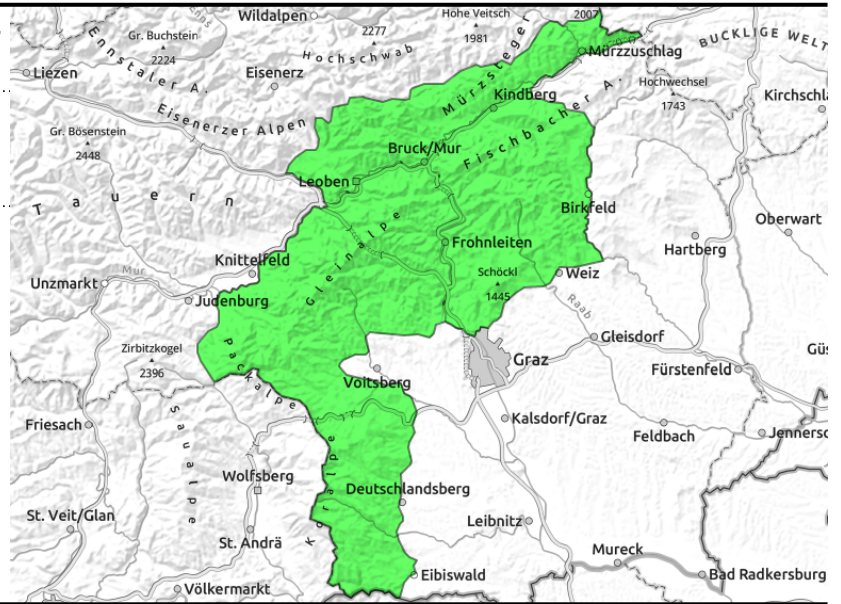 Wildalpen
Hohe Veitsch
1981
2007
Gr. Buchstein
2224
2277
Hochschwab
Enns
Ennstaler A.
Liezen
Eisenerz
Mürzsteger
Mürzzuschlag
BUCKLIGE WELT
Kindberg
Hochwechsel
1743
Kirchschla
Eisenerzer Alpen
Gr. Bösenstein
2448
Bruck/Mur
Fischbacher A.
Leoben
Tauern
Birkfeld
Oberwart
Gleinalpe
Frohnleiten
Hartberg
Knittelfeld
Unzmarkt
Mur
Schöckl
1445
Weiz
Judenburg
Raab
Zirbitzkogel
2396
Packalpe
Gleisdorf
Graz
Güs
Fürstenfeld
Voitsberg
Friesach
Saualpe
Kalsdorf/Graz
Feldbach
Jennersd
Wolfsberg
Koralpe
Deutschlandsberg
St. Veit/Glan
St. Andrä
Leibnitz
Mureck
Völkermarkt
Eibiswald
Bad Radkersburg